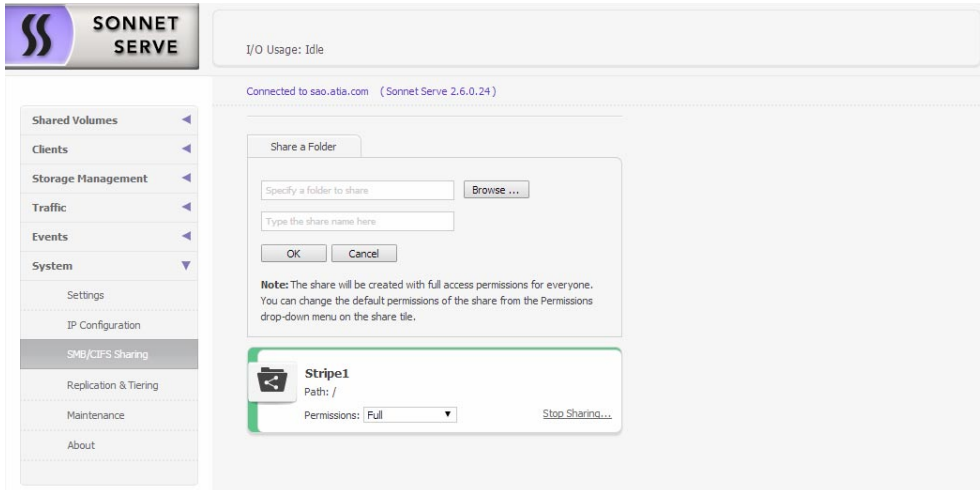 SONNET
SERVE
I/O Usage: Idle
Connected to sao.atia.com (Sonnet Serve 2.6.0.24)
Shared Volumes
Clients
Storage Management
Traffic
Events
System
Settings
IP Configuration
SMB/CIFS Sharing
Replication & Tiering
Maintenance
About
Share a Folder
Specify a folder to share
Browse ...
Type the share name here
OK Cancel
Note: The share will be created with full access permissions for everyone.
You can change the default permissions of the share from the Permissions
drop-down menu on the share tile.
Stripe1
Path: /
Permissions: Full
Stop Sharing...